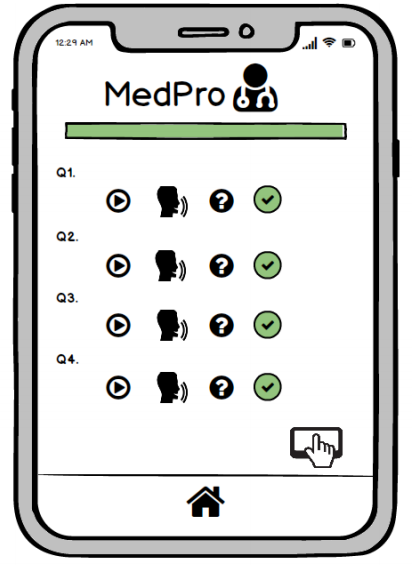 12:29 AM
MedPro
Q1.
?
Q2.
?
Q3.
?
Q4.
?